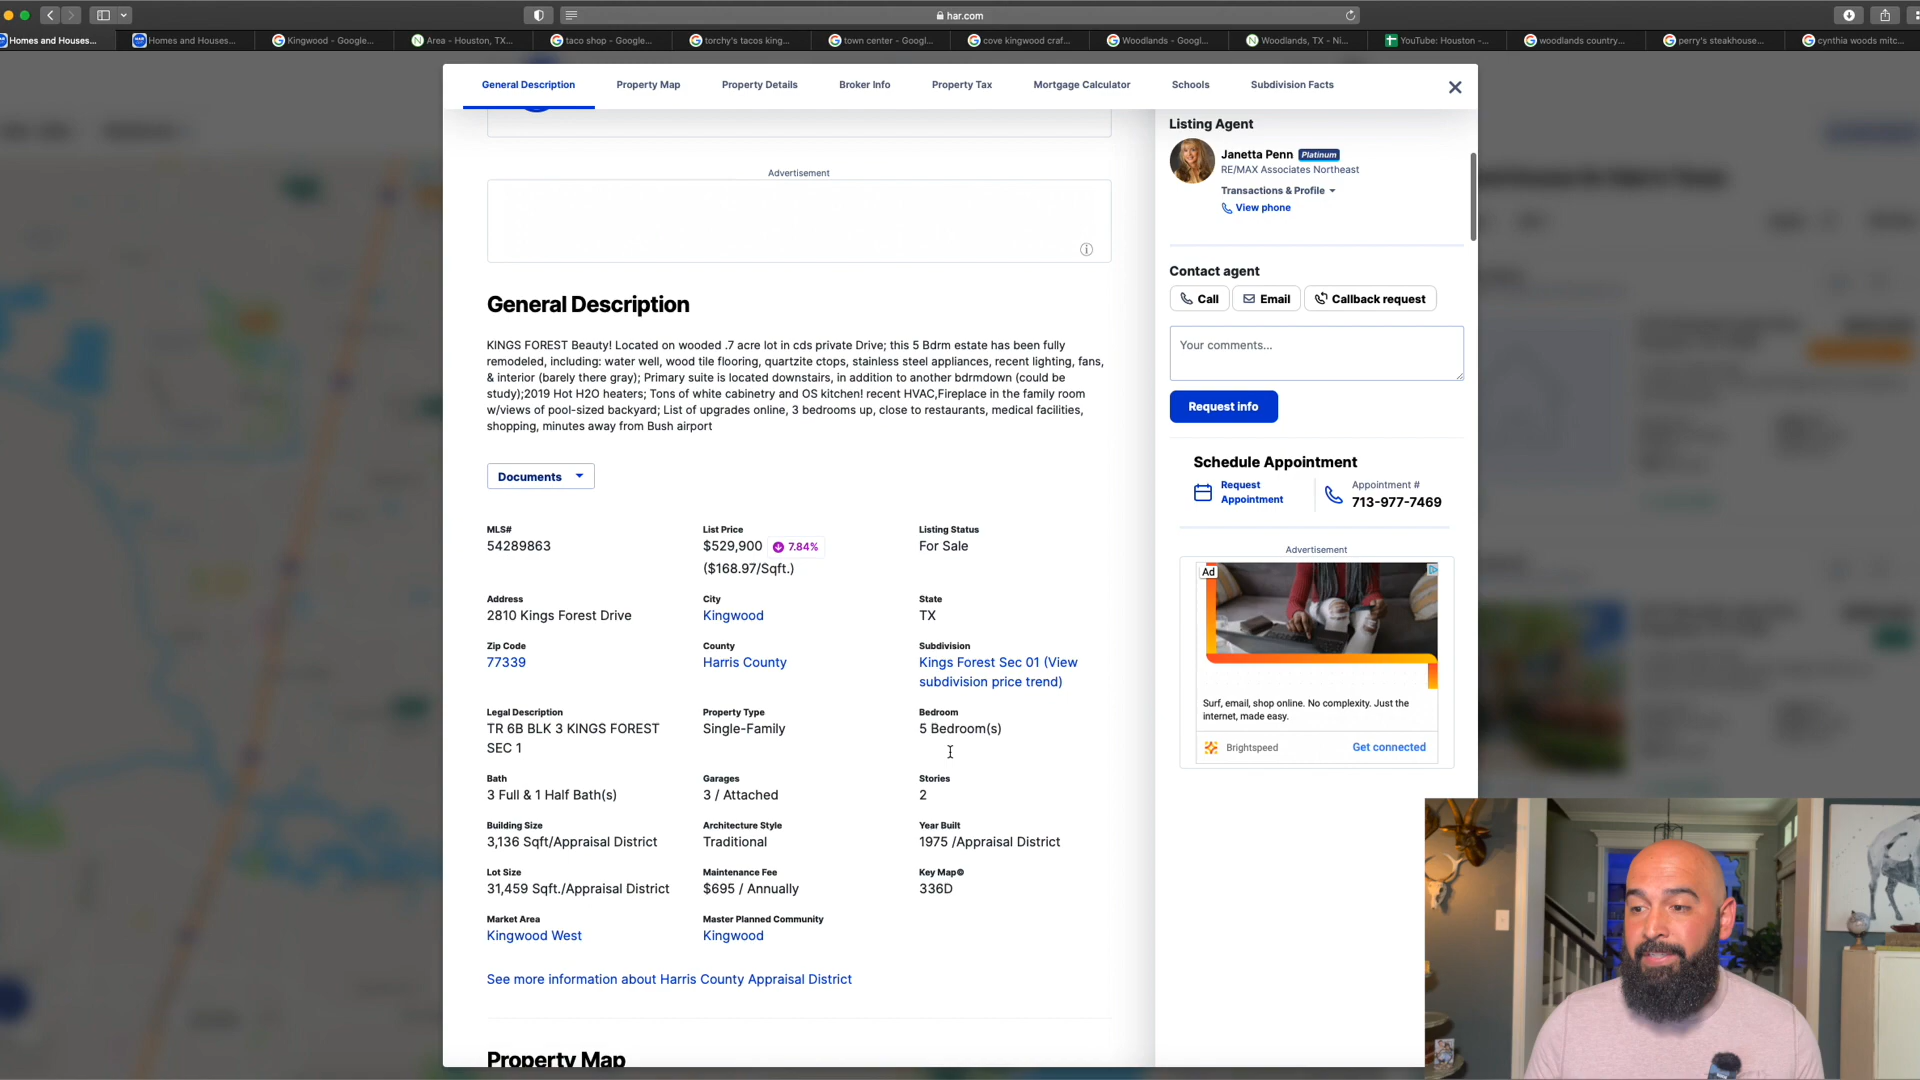 har.com
Homes and Houses...
Homes and Houses...
Kingwood - Google...
Area - Houston, TX...
taco shop - Google...
torchy's tacos king...
town center - Googl...
cove kingwood craf...
Woodlands - Googl...
Woodlands, TX - Ni...
YouTube: Houston -...
woodlands country...
perry's steakhouse...
cynthia woods mitc...
General Description
Property Map
Property Details
Broker Info
Property Tax
Mortgage Calculator
Schools
Subdivision Facts
Advertisement
General Description
KINGS FOREST Beauty! Located on wooded .7 acre lot in cds private Drive; this 5 Bdrm estate has been fully
remodeled, including: water well, wood tile flooring, quartzite ctops, stainless steel appliances, recent lighting, fans,
& interior (barely there gray); Primary suite is located downstairs, in addition to another bdrmdown (could be
study);2019 Hot H2O heaters; Tons of white cabinetry and OS kitchen! recent HVAC,Fireplace in the family room
w/views of pool-sized backyard; List of upgrades online, 3 bedrooms up, close to restaurants, medical facilities,
shopping, minutes away from Bush airport
Documents
MLS#
54289863
List Price
$529,900 7.84%
($168.97/Sqft.)
Listing Status
For Sale
Address
2810 Kings Forest Drive
City
Kingwood
State
TX
Zip Code
77339
County
Harris County
Subdivision
Kings Forest Sec 01 (View
subdivision price trend)
Legal Description
TR 6B BLK 3 KINGS FOREST
SEC 1
Property Type
Single-Family
Bedroom
5 Bedroom(s)
Bath
3 Full & 1 Half Bath(s)
Garages
3 / Attached
Stories
2
Building Size
3,136 Sqft/Appraisal District
Architecture Style
Traditional
Year Built
1975 /Appraisal District
Lot Size
31,459 Sqft./Appraisal District
Maintenance Fee
$695 / Annually
Key Map©
336D
Market Area
Kingwood West
Master Planned Community
Kingwood
See more information about Harris County Appraisal District
Property Map
Listing Agent
Janetta Penn Platinum
RE/MAX Associates Northeast
Transactions & Profile
View phone
Contact agent
Call
Email
Callback request
Your comments...
Request info
Schedule Appointment
Request
Appointment
Appointment #
713-977-7469
Advertisement
Ad
Surf, email, shop online. No complexity. Just the
internet, made easy.
Brightspeed
Get connected